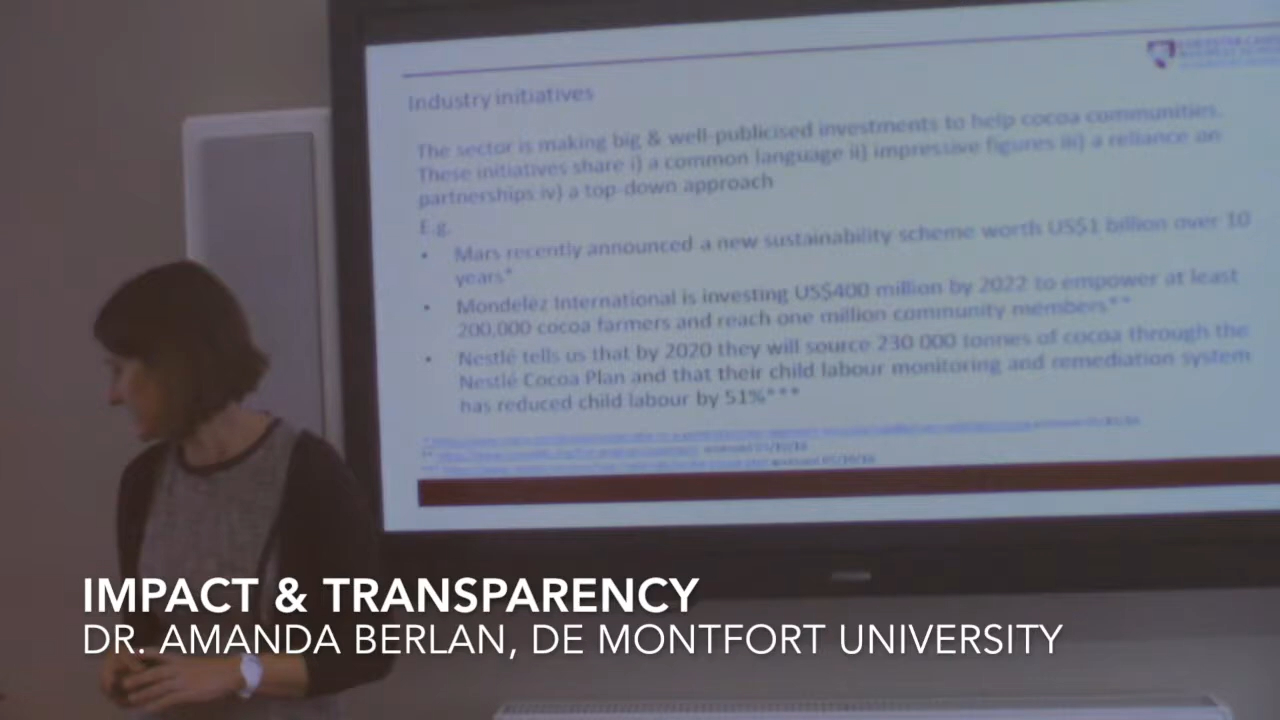 Industry initiatives
The sector is making big & well-publicised investments to help cocoa communities.
These initiatives share i) a common language ii) impressive figures iii) a reliance on
partnerships iv) a top-down approach
E.g.
• Mars recently announced a new sustainability scheme worth US$1 billion over 10
years*
• Mondelēz International is investing US$400 million by 2022 to empower at least
200,000 cocoa farmers and reach one million community members**
• Nestlé tells us that by 2020 they will source 230 000 tonnes of cocoa through the
Nestlé Cocoa Plan and that their child labour monitoring and remediation system
has reduced child labour by 51%***
IMPACT & TRANSPARENCY
DR. AMANDA BERLAN, DE MONTFORT UNIVERSITY